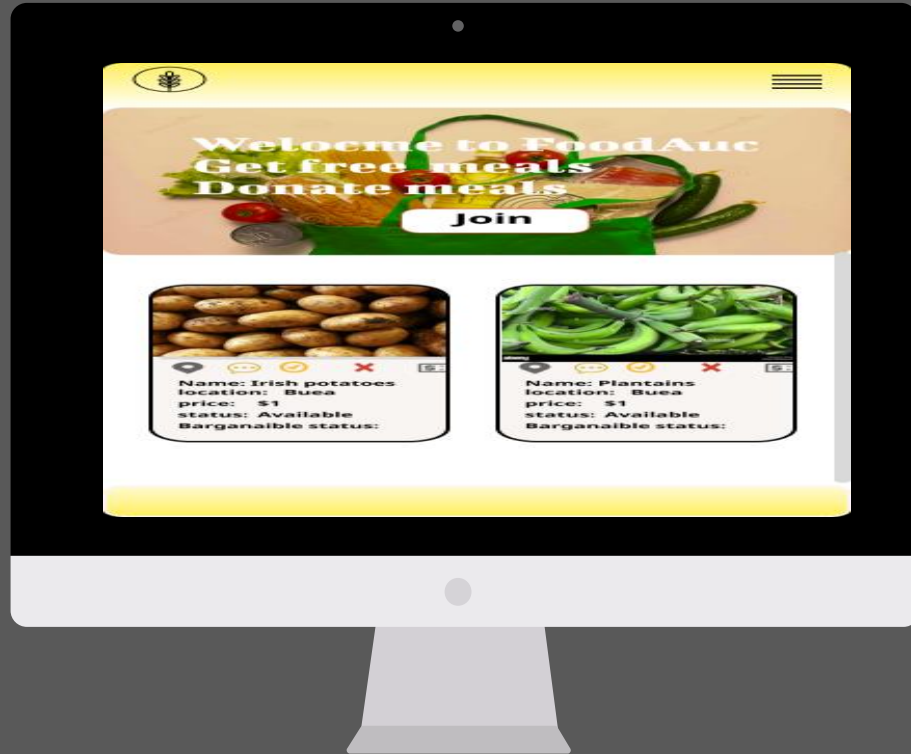 Welocme to FoodAuc
Get free meals
Donate meals
Join
Name: Irish potatoes
location: Buea
price: $1
status: Available
Barganaible status:
Name: Plantains
location: Buea
price: $1
status: Available
Barganaible status: